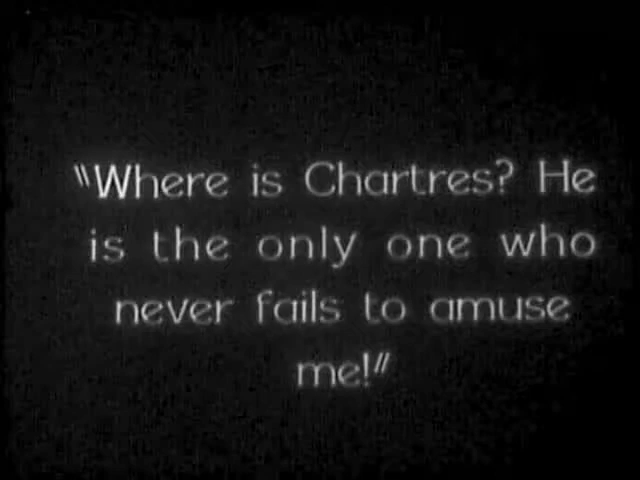 "Where is Chartres? He
is the only one who
never fails to amuse
me!"